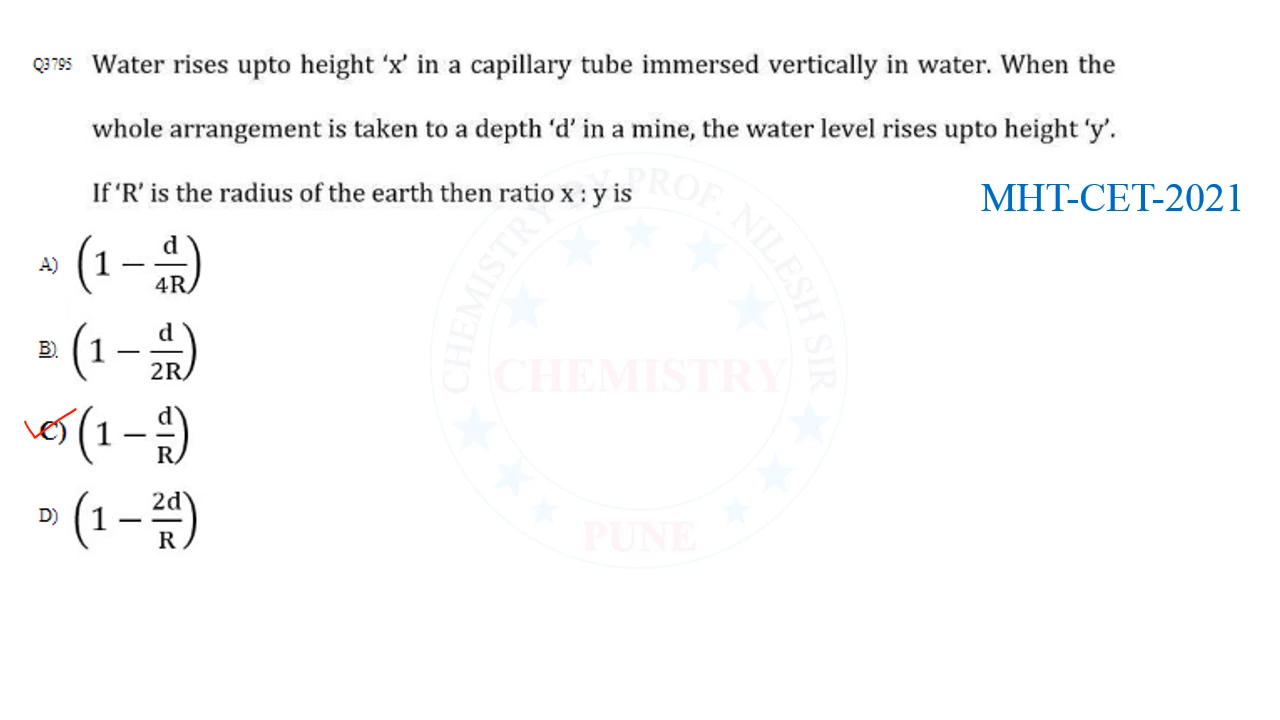 Q3795 Water rises upto height ‘x’ in a capillary tube immersed vertically in water. When the
whole arrangement is taken to a depth ‘d’ in a mine, the water level rises upto height ‘y’.
If ‘R’ is the radius of the earth then ratio x : y is
MHT-CET-2021
A) (1 − d/4R)
B) (1 − d/2R)
C) (1 − d/R)
D) (1 − 2d/R)
CHEMISTRY BY PROF. NILESH SIR
CHEMISTRY
PUNE